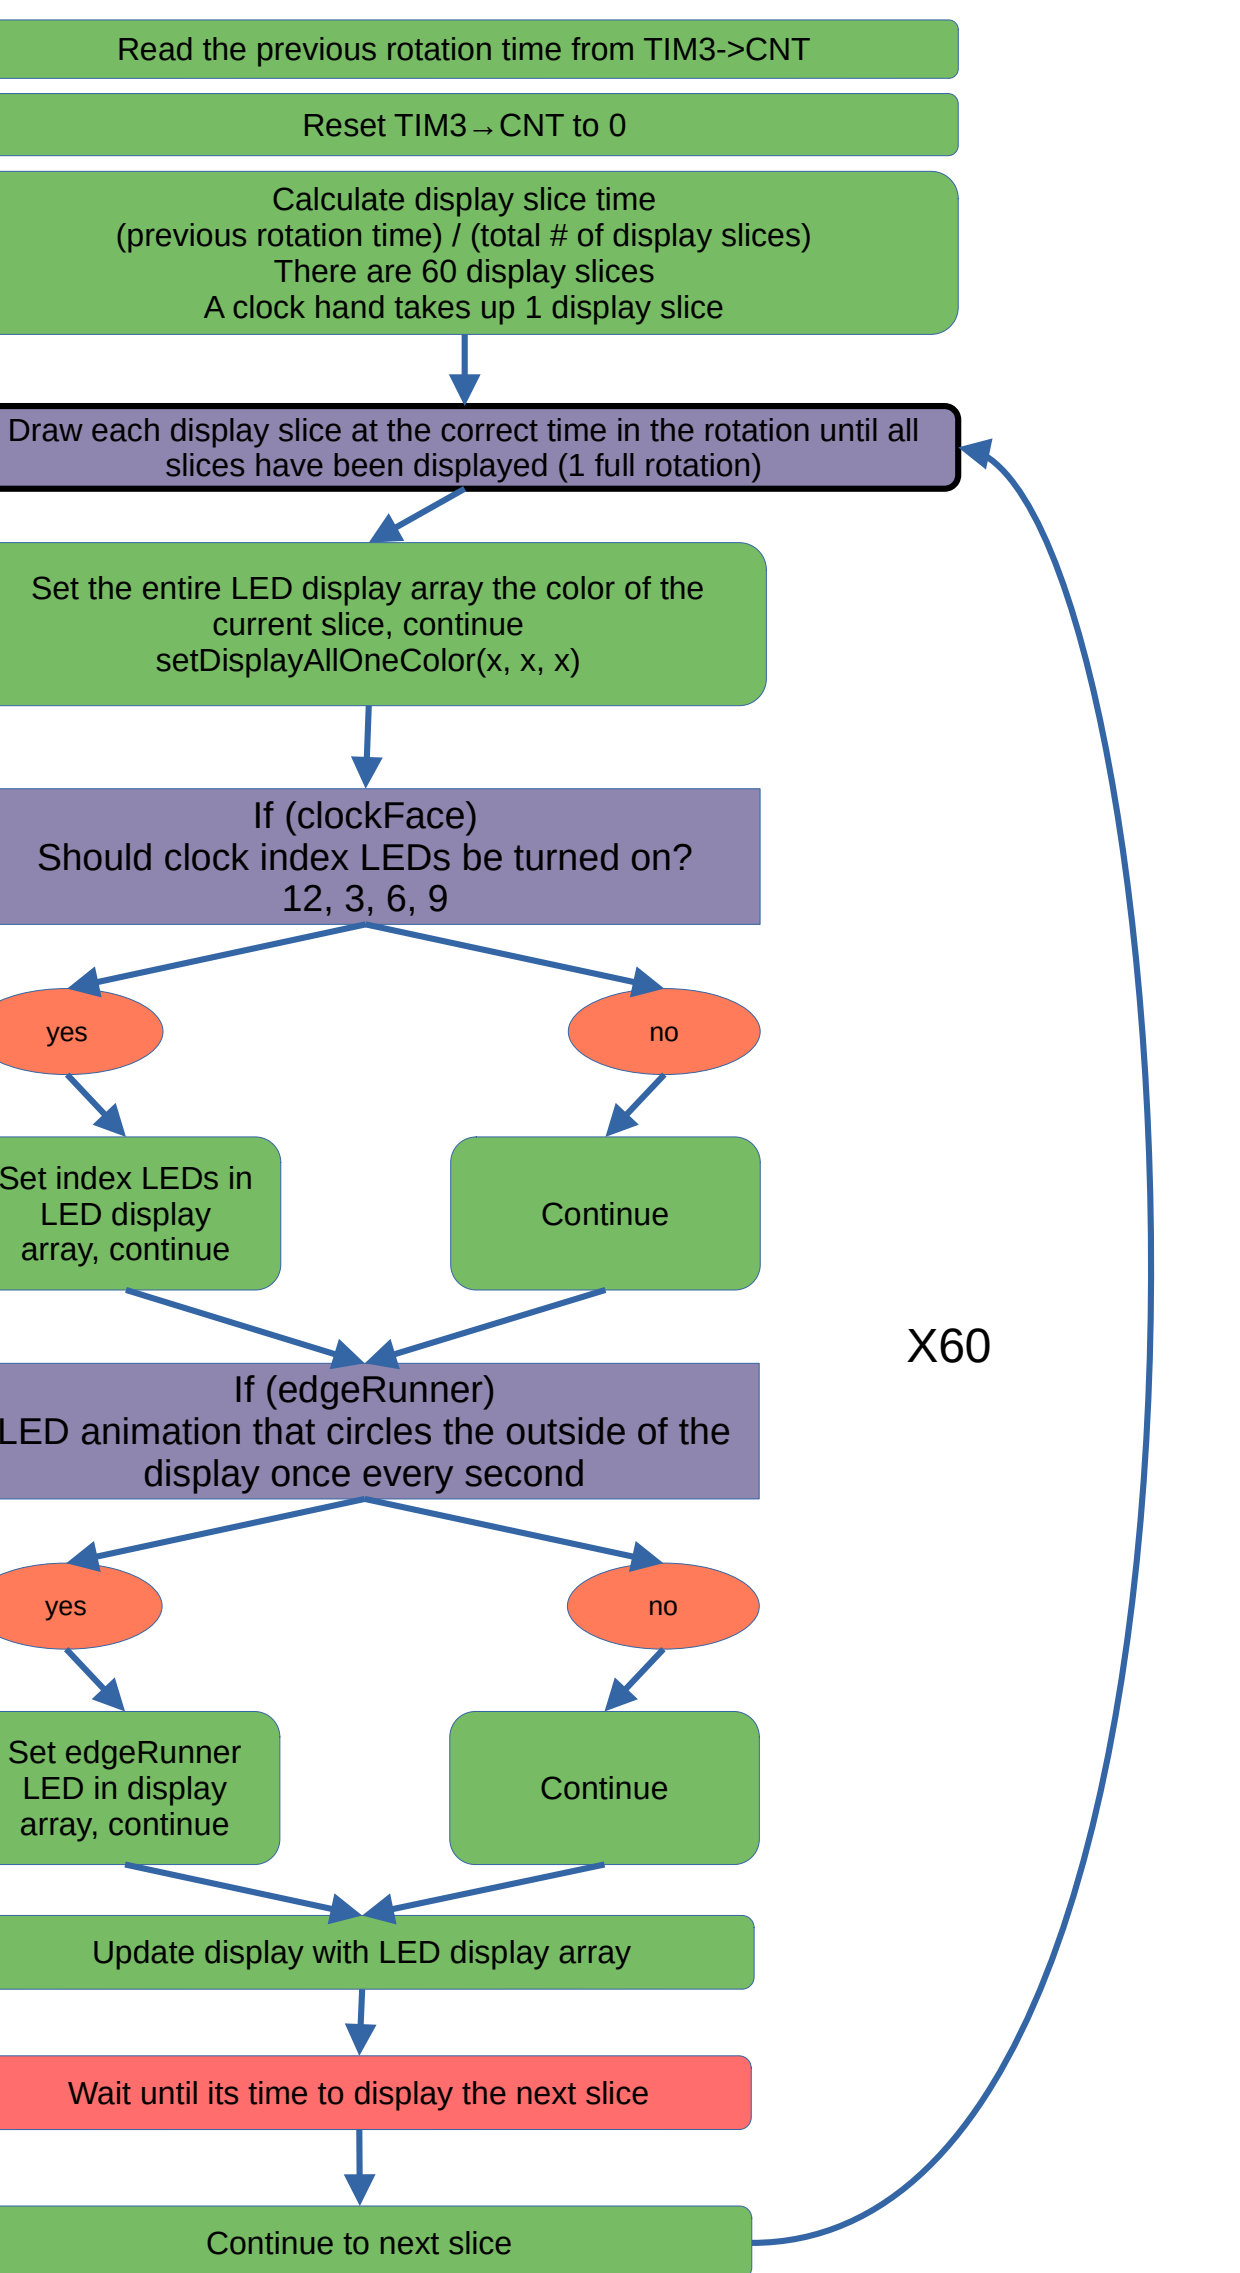 Read the previous rotation time from TIM3->CNT
Reset TIM3→CNT to 0
Calculate display slice time
(previous rotation time) / (total # of display slices)
There are 60 display slices
A clock hand takes up 1 display slice
Draw each display slice at the correct time in the rotation until all
slices have been displayed (1 full rotation)
Set the entire LED display array the color of the
current slice, continue
setDisplayAllOneColor(x, x, x)
If (clockFace)
Should clock index LEDs be turned on?
12, 3, 6, 9
yes
no
Set index LEDs in
LED display
array, continue
Continue
X60
If (edgeRunner)
LED animation that circles the outside of the
display once every second
yes
no
Set edgeRunner
LED in display
array, continue
Continue
Update display with LED display array
Wait until its time to display the next slice
Continue to next slice